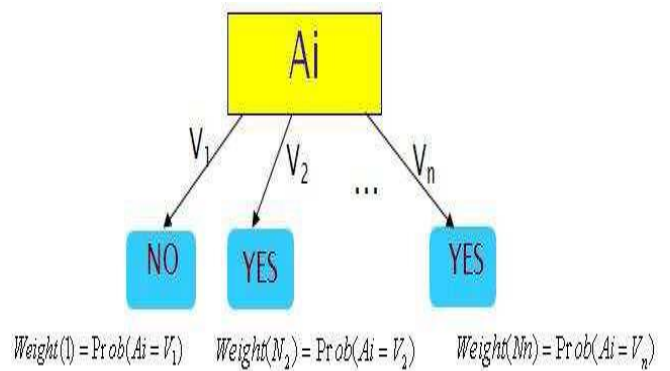 Ai
V₁ V₂ ... Vₙ
NO YES YES
Weight(1) = Prob(Ai = V₁) Weight(N₂) = Prob(Ai = V₂) Weight(Nn) = Prob(Ai = Vₙ)